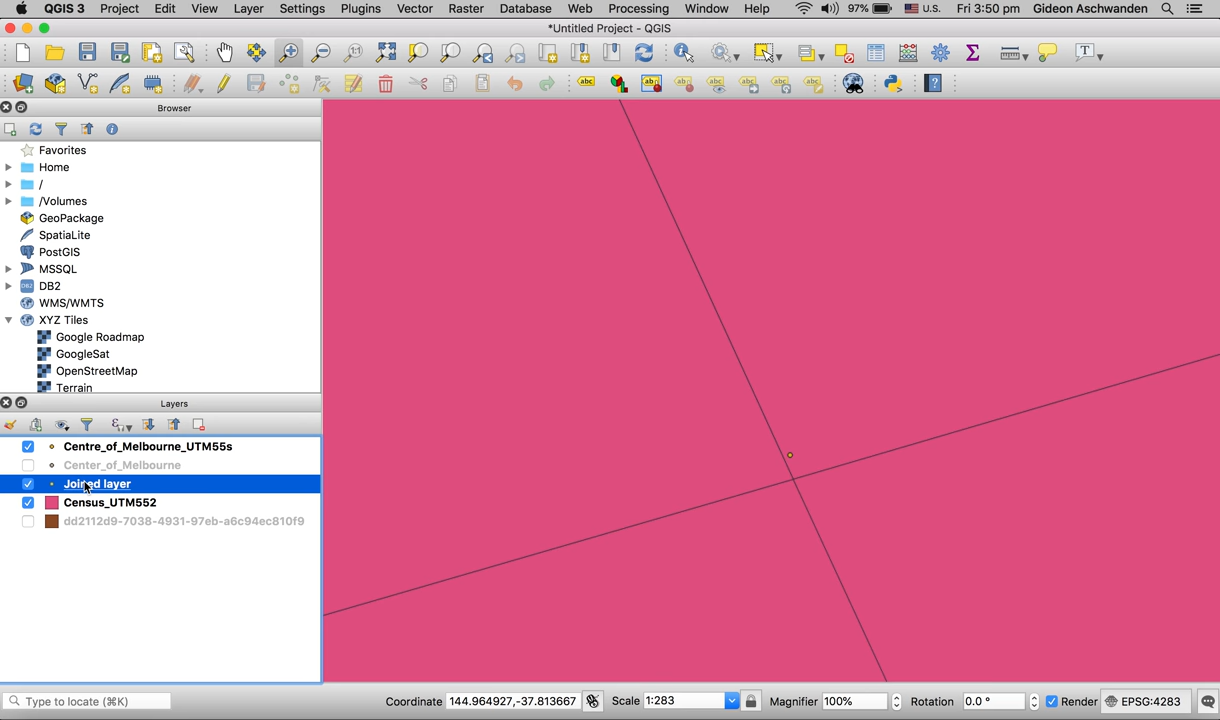 QGIS 3 Project Edit View Layer Settings Plugins Vector Raster Database Web Processing Window Help 97% U.S. Fri 3:50 pm Gideon Aschwanden
*Untitled Project - QGIS
Browser
Favorites
Home
/
/Volumes
GeoPackage
SpatiaLite
PostGIS
MSSQL
DB2
WMS/WMTS
XYZ Tiles
Google Roadmap
GoogleSat
OpenStreetMap
Terrain
Layers
Centre_of_Melbourne_UTM55s
Center_of_Melbourne
Joined layer
Census_UTM552
dd2112d9-7038-4931-97eb-a6c94ec810f9
Type to locate (⌘K) Coordinate 144.964927,-37.813667 Scale 1:283 Magnifier 100% Rotation 0.0 ° Render EPSG:4283